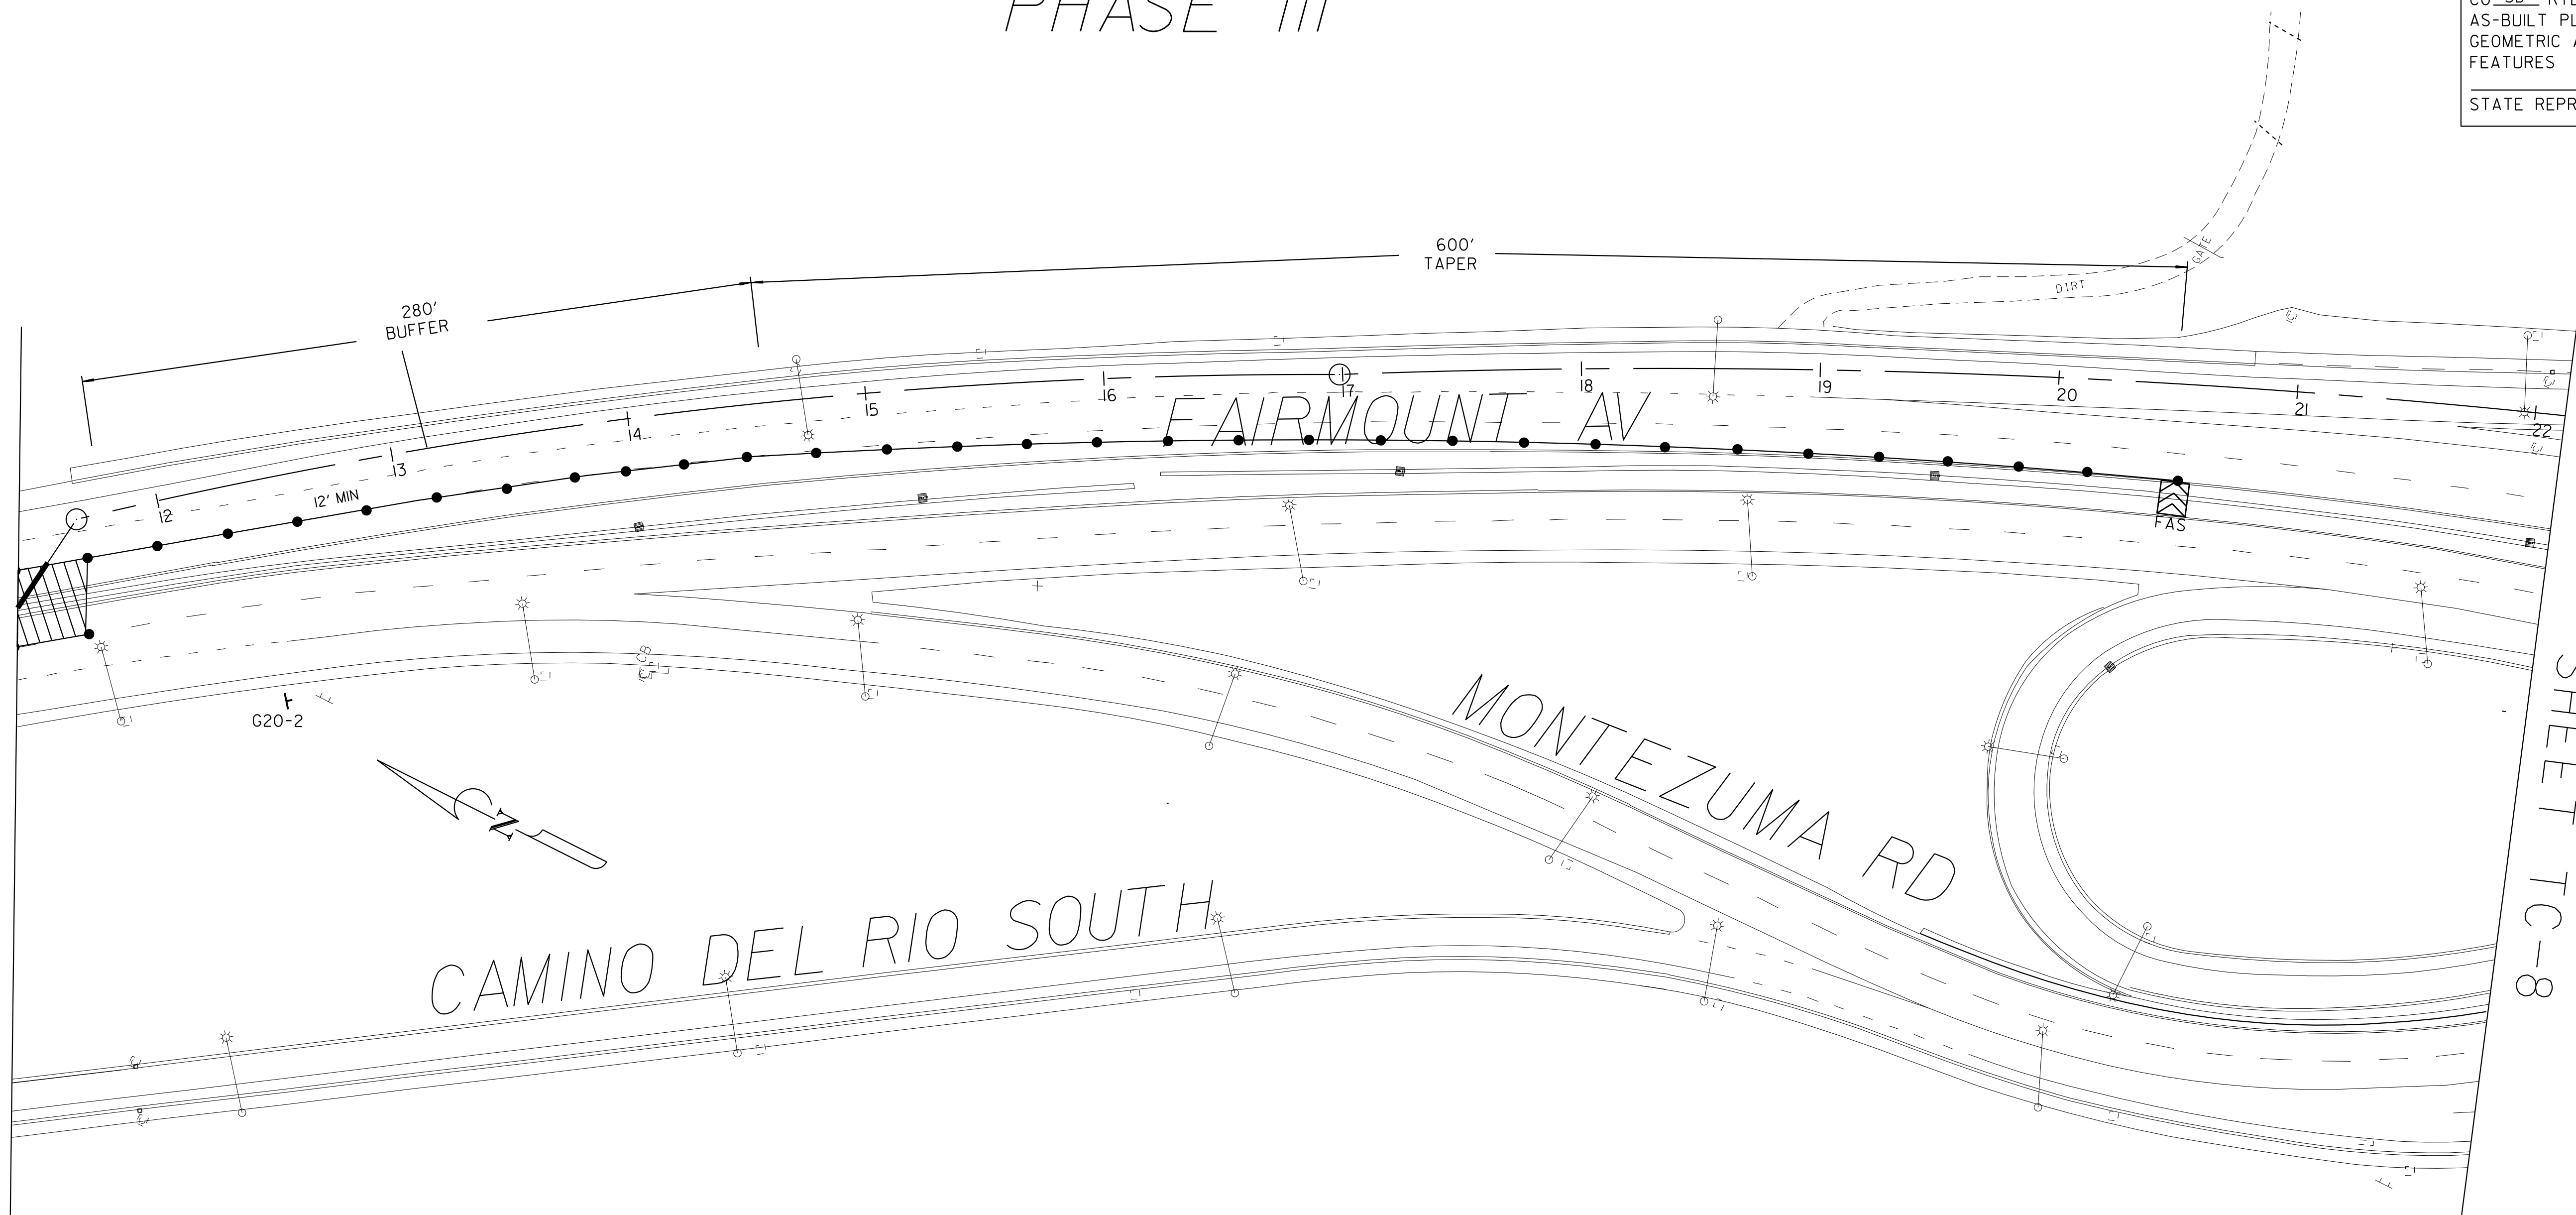 PHASE III
AS-BUILT
GEOMETRIC
FEATURES
STATE
600'
TAPER
GATE
DIRT
280'
BUFFER
12
13
14
15
16
17
18
19
20
21
22
FAIRMOUNT AV
12' MIN
FAS
CB
G20-2
N
MONTEZUMA RD
CAMINO DEL RIO SOUTH
SHEET TC-8